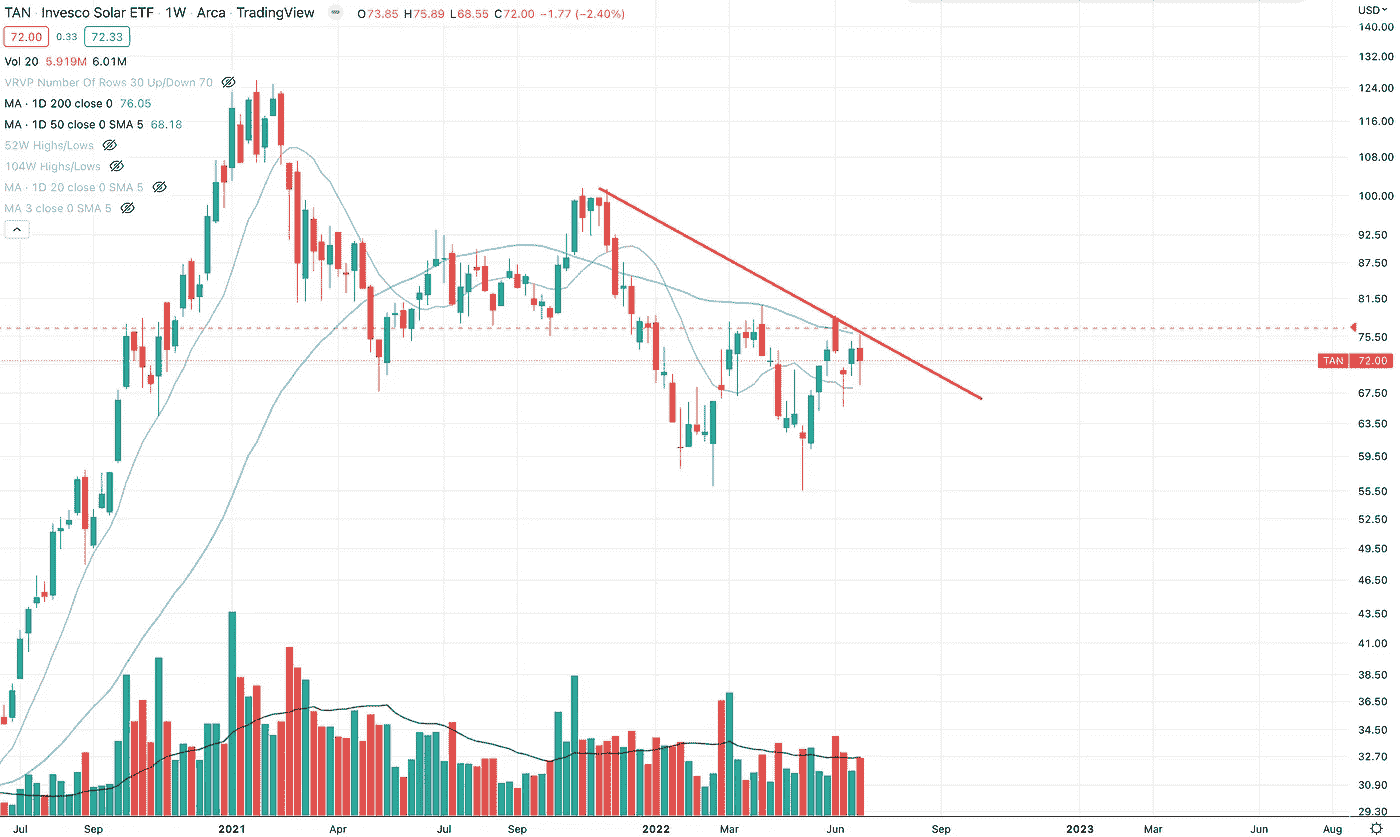 TAN · Invesco Solar ETF · 1W · Arca · TradingView O73.85 H75.89 L68.55 C72.00 −1.77 (−2.40%)
72.00 0.33 72.33
Vol 20 5.919M 6.01M
VRVP Number Of Rows 30 Up/Down 70
MA · 1D 200 close 0 76.05
MA · 1D 50 close 0 SMA 5 68.18
52W Highs/Lows
104W Highs/Lows
MA · 1D 20 close 0 SMA 5
MA 3 close 0 SMA 5
USD
140.00
132.00
124.00
116.00
108.00
100.00
92.50
87.50
81.50
75.50
TAN 72.00
67.50
63.50
59.50
55.50
52.50
49.50
46.50
43.50
41.00
38.50
36.50
34.50
32.70
30.90
29.30
Jul Sep 2021 Apr Jul Sep 2022 Mar Jun Sep 2023 Mar Jun Aug